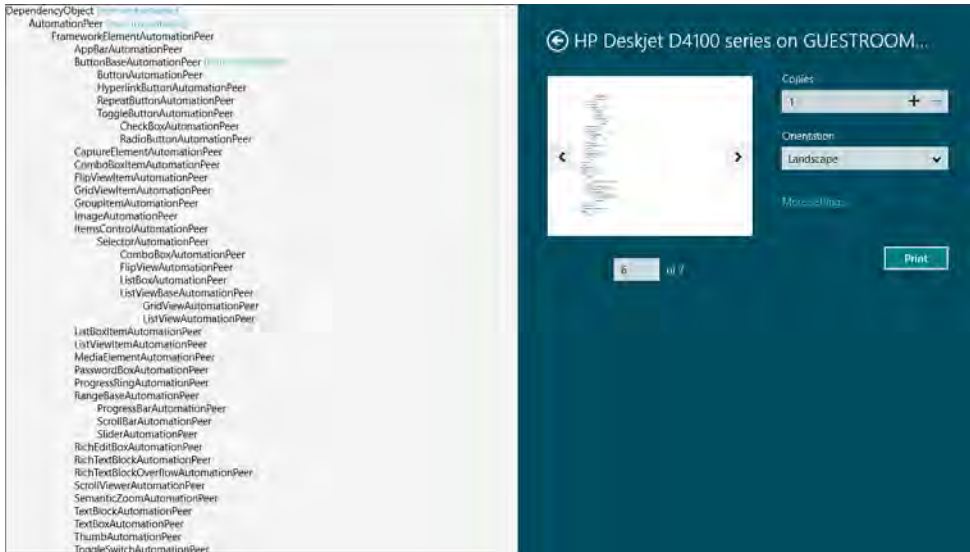 DependencyObject
AutomationPeer
FrameworkElementAutomationPeer
AppBarAutomationPeer
ButtonBaseAutomationPeer
ButtonAutomationPeer
HyperlinkButtonAutomationPeer
RepeatButtonAutomationPeer
ToggleButtonAutomationPeer
CheckBoxAutomationPeer
RadioButtonAutomationPeer
CaptureElementAutomationPeer
ComboBoxItemAutomationPeer
FlipViewItemAutomationPeer
GridViewItemAutomationPeer
GroupItemAutomationPeer
ImageAutomationPeer
ItemsControlAutomationPeer
SelectorAutomationPeer
ComboBoxAutomationPeer
FlipViewAutomationPeer
ListBoxAutomationPeer
ListViewBaseAutomationPeer
GridViewAutomationPeer
ListViewAutomationPeer
ListBoxItemAutomationPeer
ListViewItemAutomationPeer
MediaElementAutomationPeer
PasswordBoxAutomationPeer
ProgressRingAutomationPeer
RangeBaseAutomationPeer
ProgressBarAutomationPeer
ScrollBarAutomationPeer
SliderAutomationPeer
RichEditBoxAutomationPeer
RichTextBlockAutomationPeer
RichTextBlockOverflowAutomationPeer
ScrollViewerAutomationPeer
SemanticZoomAutomationPeer
TextBlockAutomationPeer
TextBoxAutomationPeer
ThumbAutomationPeer
ToggleSwitchAutomationPeer
HP Deskjet D4100 series on GUESTROOM...
Copies
1
Orientation
Landscape
More settings
Print
6 of 7